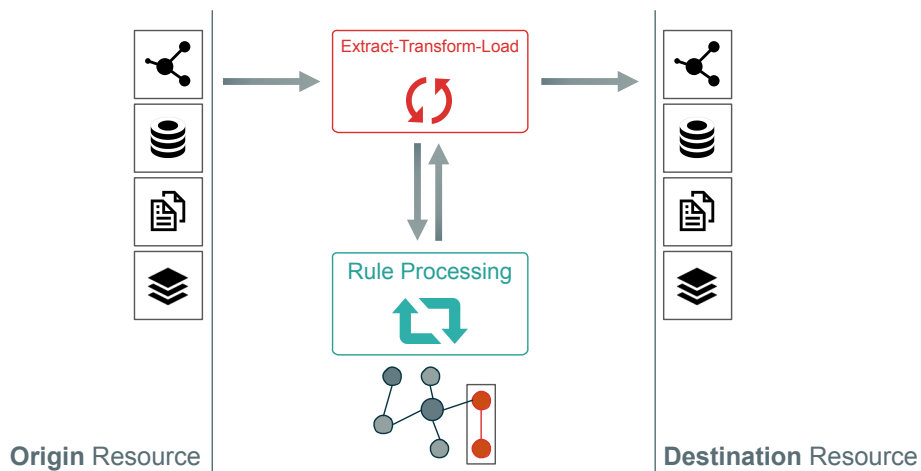 Extract-Transform-Load
Rule Processing
Origin Resource
Destination Resource